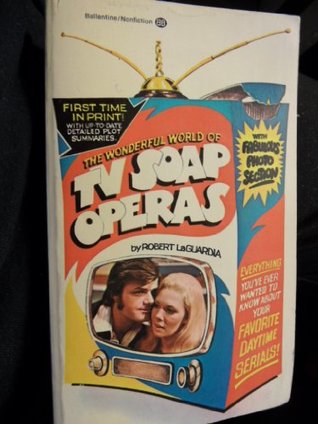 Ballantine/Nonfiction
BB
FIRST TIME
IN PRINT!
WITH UP-TO-DATE
DETAILED PLOT
SUMMARIES.
THE WONDERFUL WORLD OF
TV SOAP
OPERAS
by ROBERT LaGUARDIA
WITH
FABULOUS
PHOTO
SECTION
EVERYTHING
YOU'VE EVER
WANTED TO
KNOW ABOUT
YOUR
FAVORITE
DAYTIME
SERIALS!